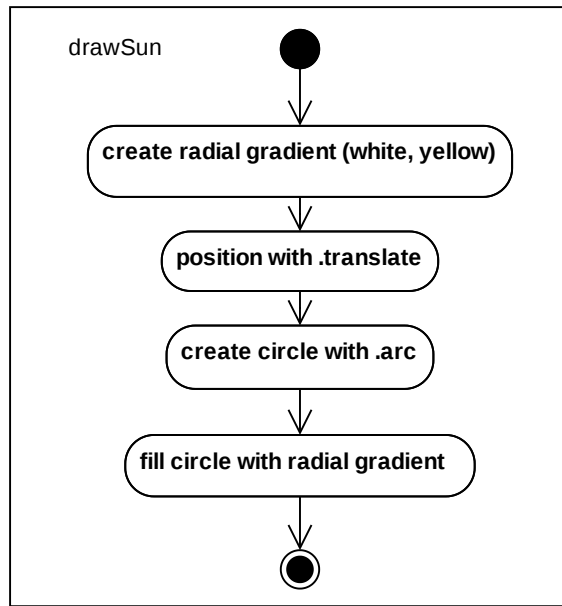 drawSun
create radial gradient (white, yellow)
position with .translate
create circle with .arc
fill circle with radial gradient